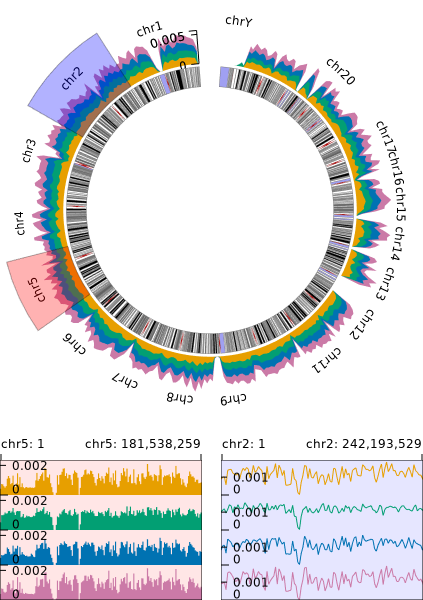 chrY
chr1
0.005
0
chr20
chr2
chr17
chr16
chr3
chr15
chr4
chr14
chr5
chr13
chr12
chr6
chr11
chr7
chr8
chr9
chr5: 1
chr5: 181,538,259
chr2: 1
chr2: 242,193,529
0.002
0
0.002
0
0.002
0
0.002
0
0.001
0
0.001
0
0.001
0
0.001
0